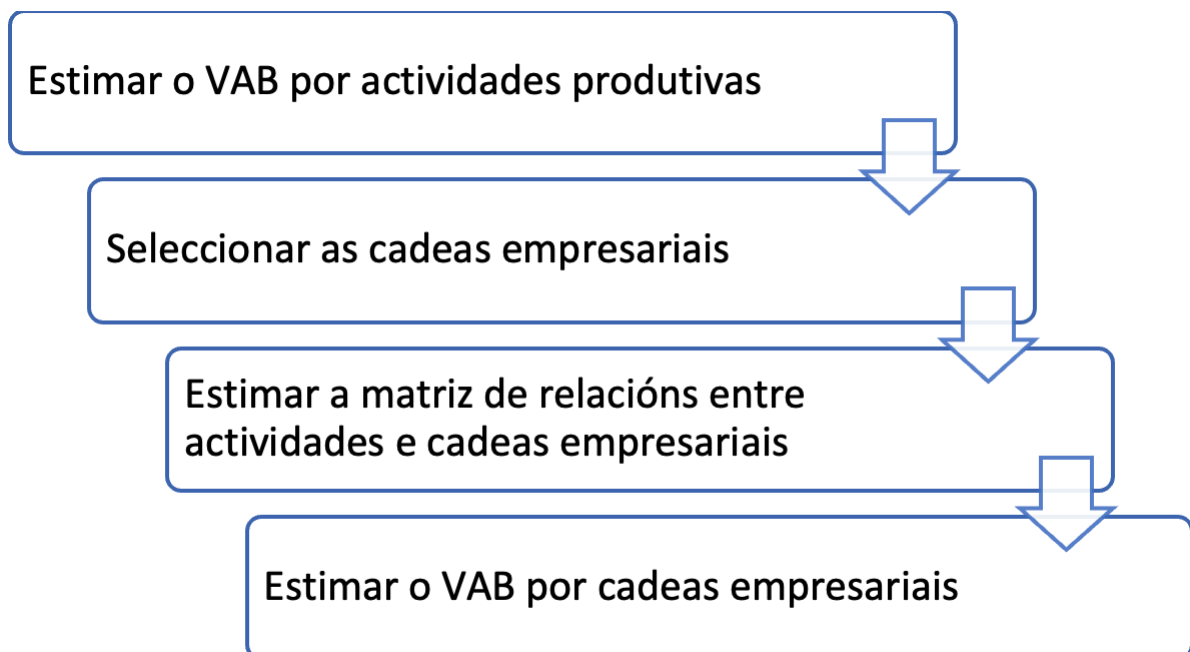 Estimar o VAB por actividades produtivas
Seleccionar as cadeas empresariais
Estimar a matriz de relacións entre
actividades e cadeas empresariais
Estimar o VAB por cadeas empresariais